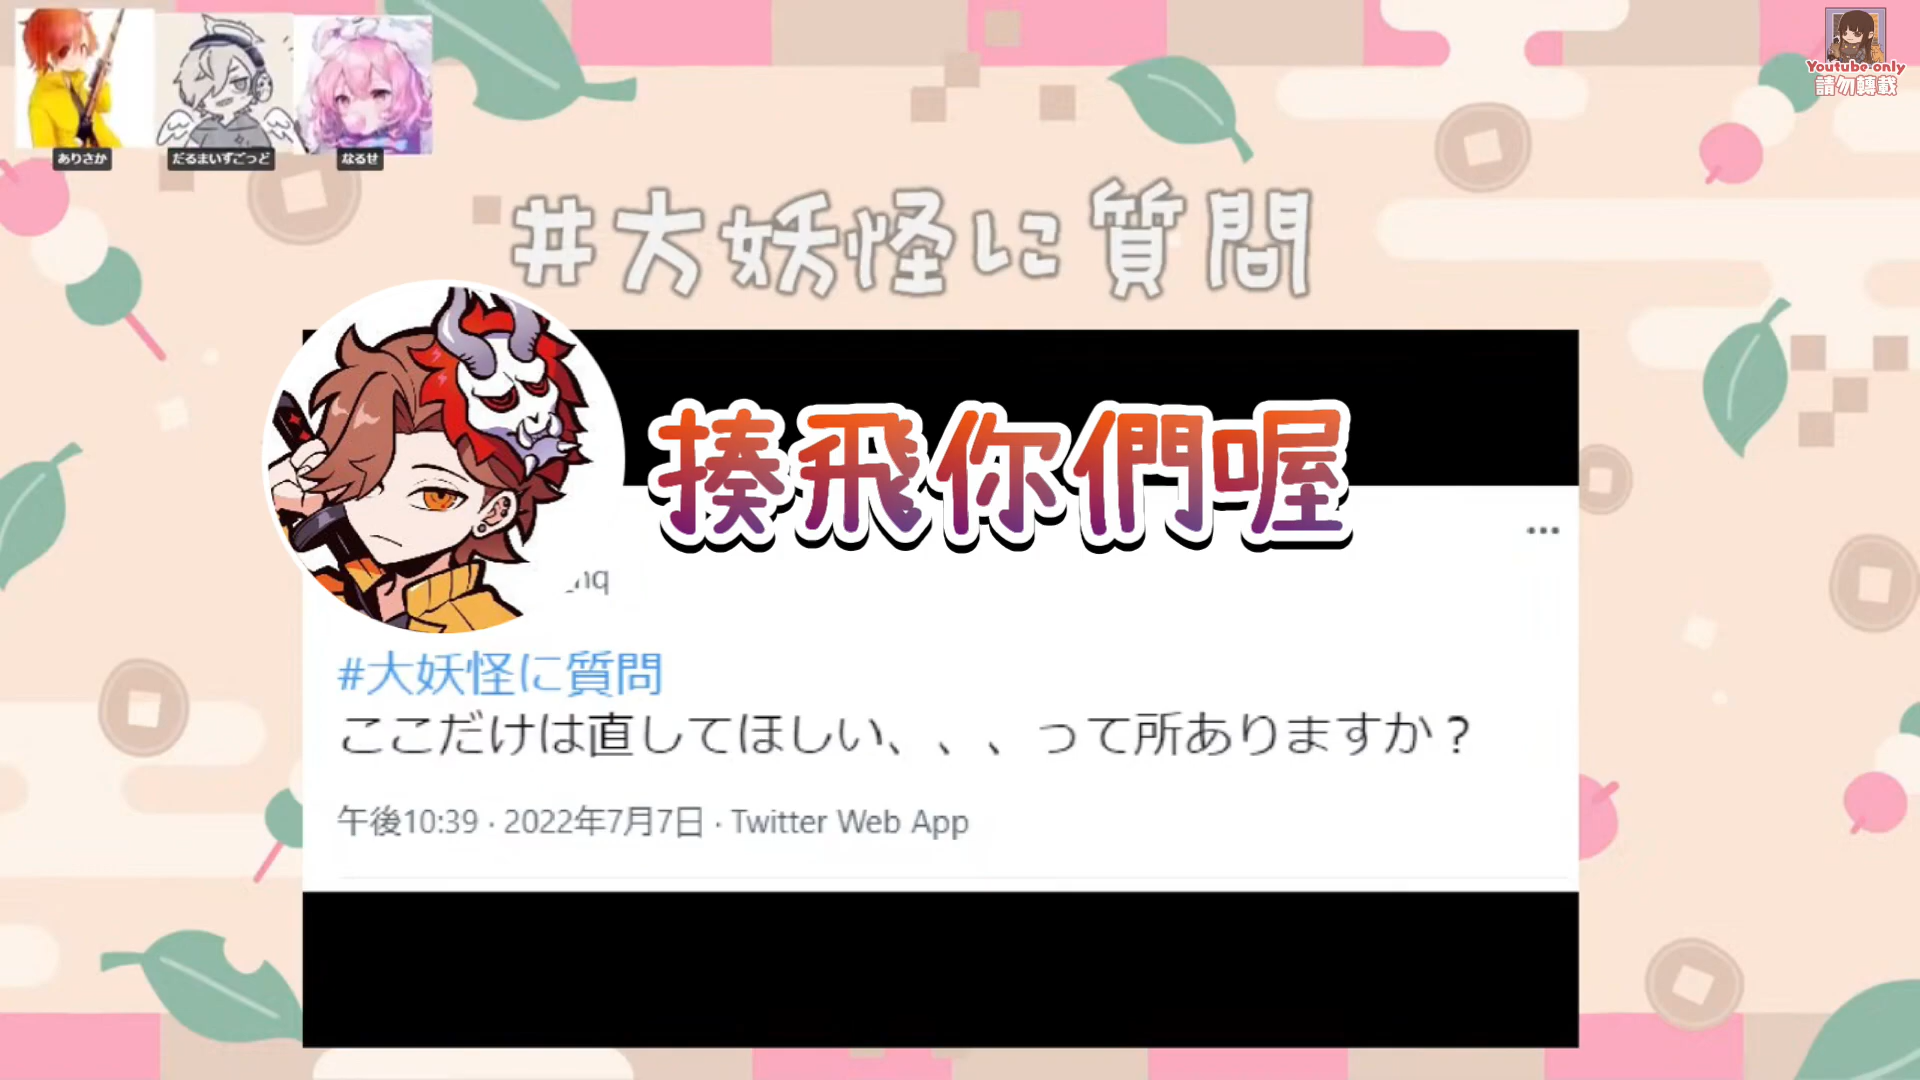 ありさか
だるまいずごっど
なるせ
Youtube only
請勿轉載
#大妖怪に質問
揍飛你們喔
_nq
#大妖怪に質問
ここだけは直してほしい、、、って所ありますか？
午後10:39 · 2022年7月7日 · Twitter Web App